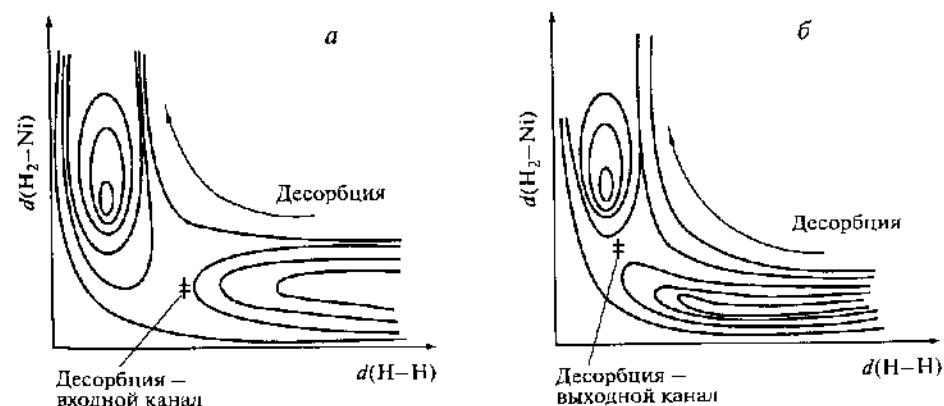 а
d(H₂–Ni)
Десорбция
Десорбция –
входной канал
d(H–H)
б
d(H₂–Ni)
Десорбция
Десорбция –
выходной канал
d(H–H)